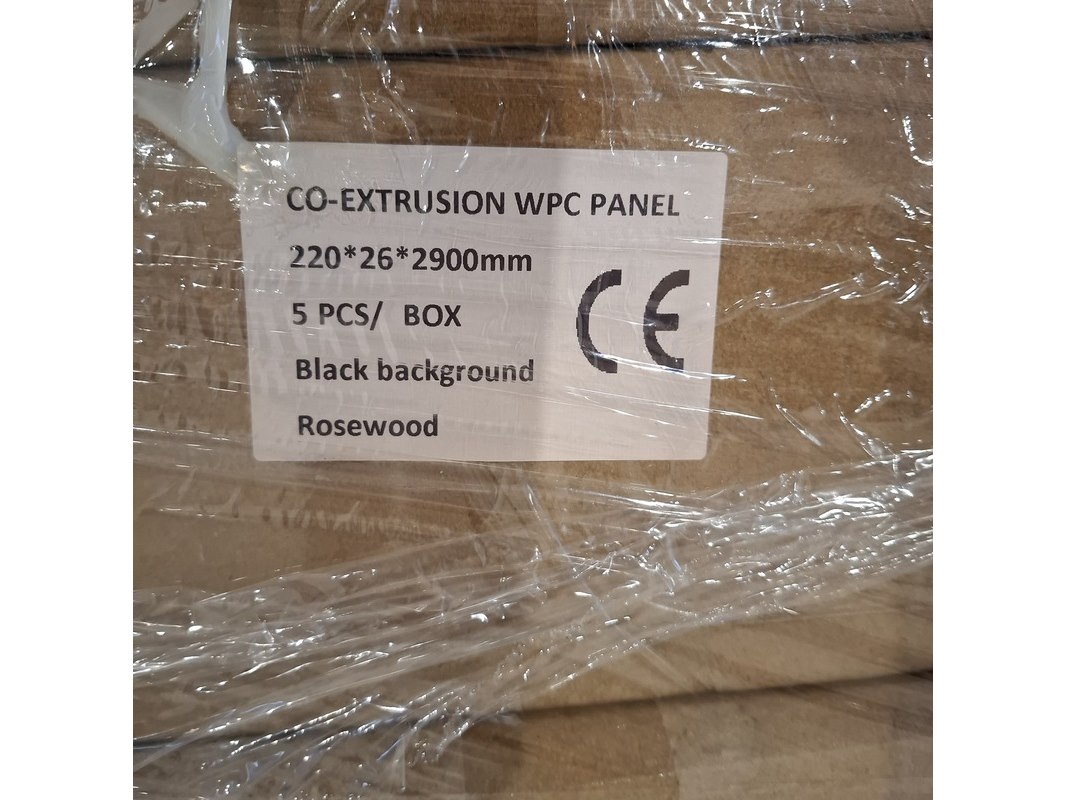 CO-EXTRUSION WPC PANEL
220*26*2900mm
5 PCS/ BOX
CE
Black background
Rosewood